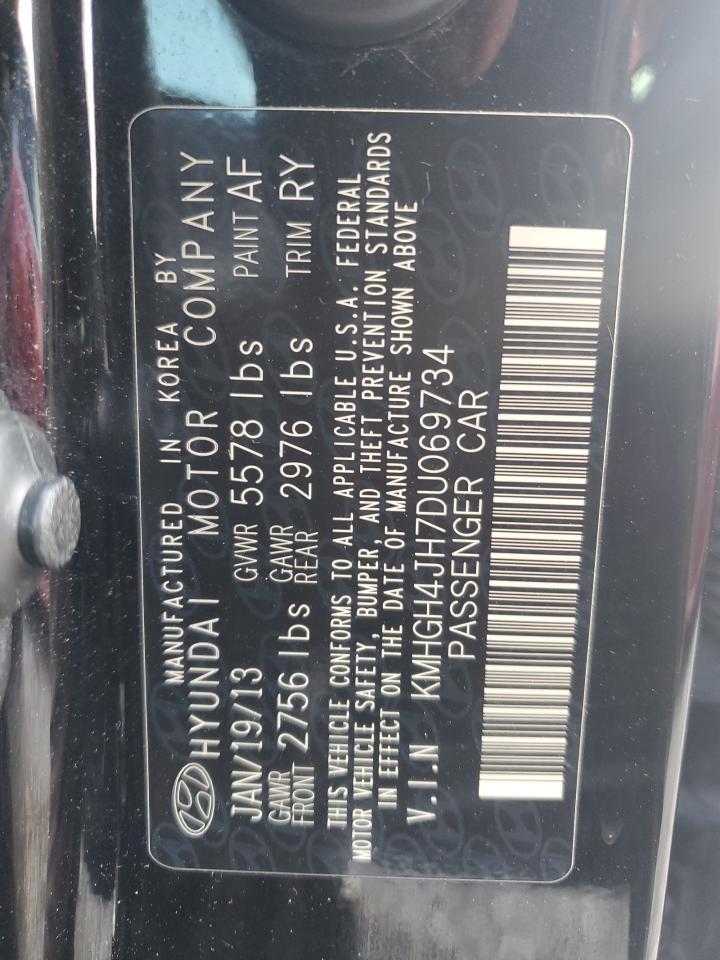 MANUFACTURED IN KOREA BY
HYUNDAI MOTOR COMPANY
JAN/19/13 GVWR 5578 lbs PAINT AF
GAWR FRONT 2756 lbs GAWR REAR 2976 lbs TRIM RY
THIS VEHICLE CONFORMS TO ALL APPLICABLE U.S.A. FEDERAL
MOTOR VEHICLE SAFETY, BUMPER, AND THEFT PREVENTION STANDARDS
IN EFFECT ON THE DATE OF MANUFACTURE SHOWN ABOVE
V.I.N KMHGH4JH7DU069734
PASSENGER CAR